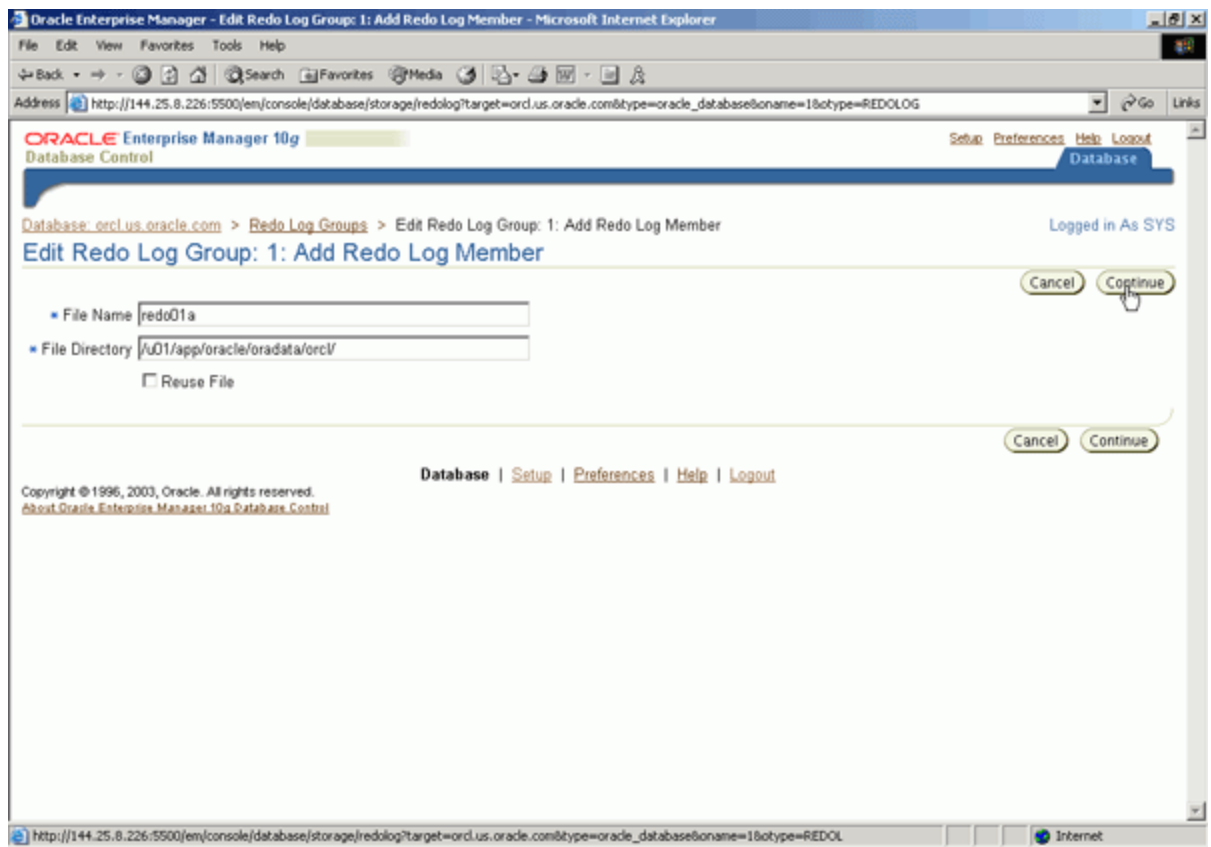 Oracle Enterprise Manager - Edit Redo Log Group: 1: Add Redo Log Member - Microsoft Internet Explorer
File Edit View Favorites Tools Help
Back Search Favorites Media
Address http://144.25.8.226:5500/em/console/database/storage/redolog?target=orcl.us.oracle.com&type=oracle_database&oname=1&otype=REDOLOG Go Links
ORACLE Enterprise Manager 10g Setup Preferences Help Logout
Database Control Database
Database: orcl.us.oracle.com > Redo Log Groups > Edit Redo Log Group: 1: Add Redo Log Member Logged in As SYS
Edit Redo Log Group: 1: Add Redo Log Member
Cancel Continue
* File Name redo01a
* File Directory /u01/app/oracle/oradata/orcl/
Reuse File
Cancel Continue
Database | Setup | Preferences | Help | Logout
Copyright © 1996, 2003, Oracle. All rights reserved.
About Oracle Enterprise Manager 10g Database Control
http://144.25.8.226:5500/em/console/database/storage/redolog?target=orcl.us.oracle.com&type=oracle_database&oname=1&otype=REDOL Internet